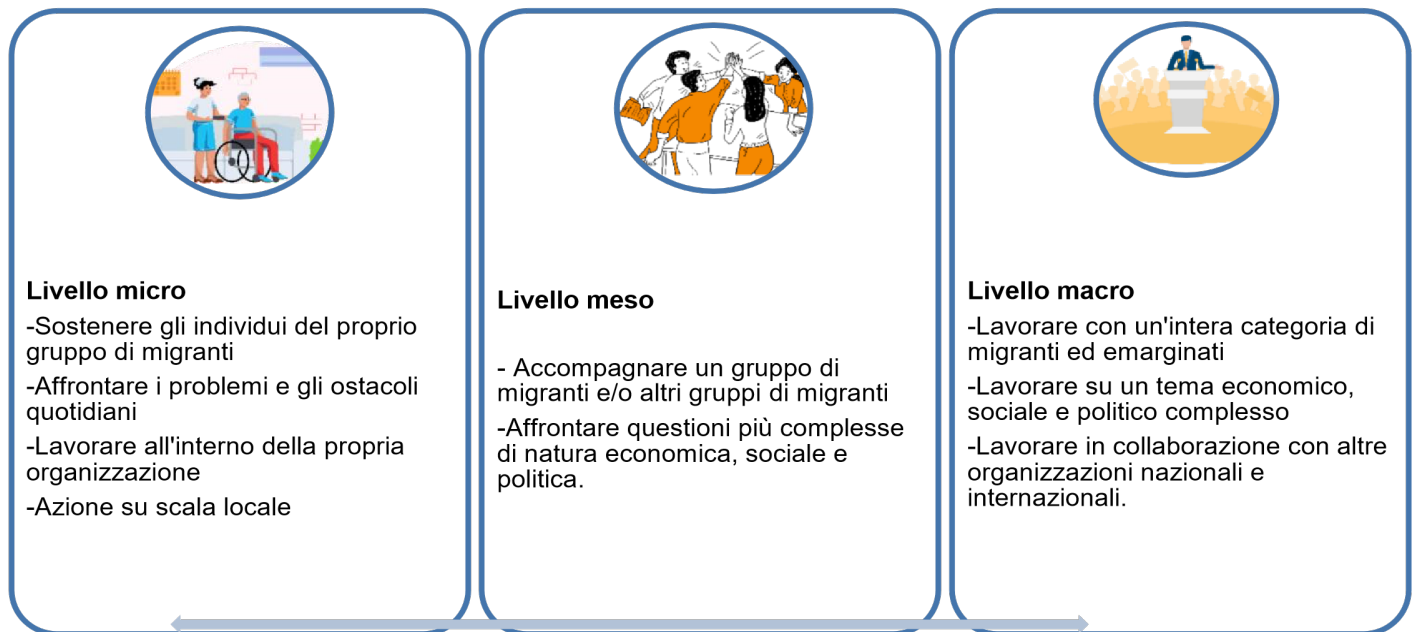 Livello micro
-Sostenere gli individui del proprio
gruppo di migranti
-Affrontare i problemi e gli ostacoli
quotidiani
-Lavorare all'interno della propria
organizzazione
-Azione su scala locale
Livello meso
- Accompagnare un gruppo di
migranti e/o altri gruppi di migranti
-Affrontare questioni più complesse
di natura economica, sociale e
politica.
Livello macro
-Lavorare con un'intera categoria di
migranti ed emarginati
-Lavorare su un tema economico,
sociale e politico complesso
-Lavorare in collaborazione con altre
organizzazioni nazionali e
internazionali.